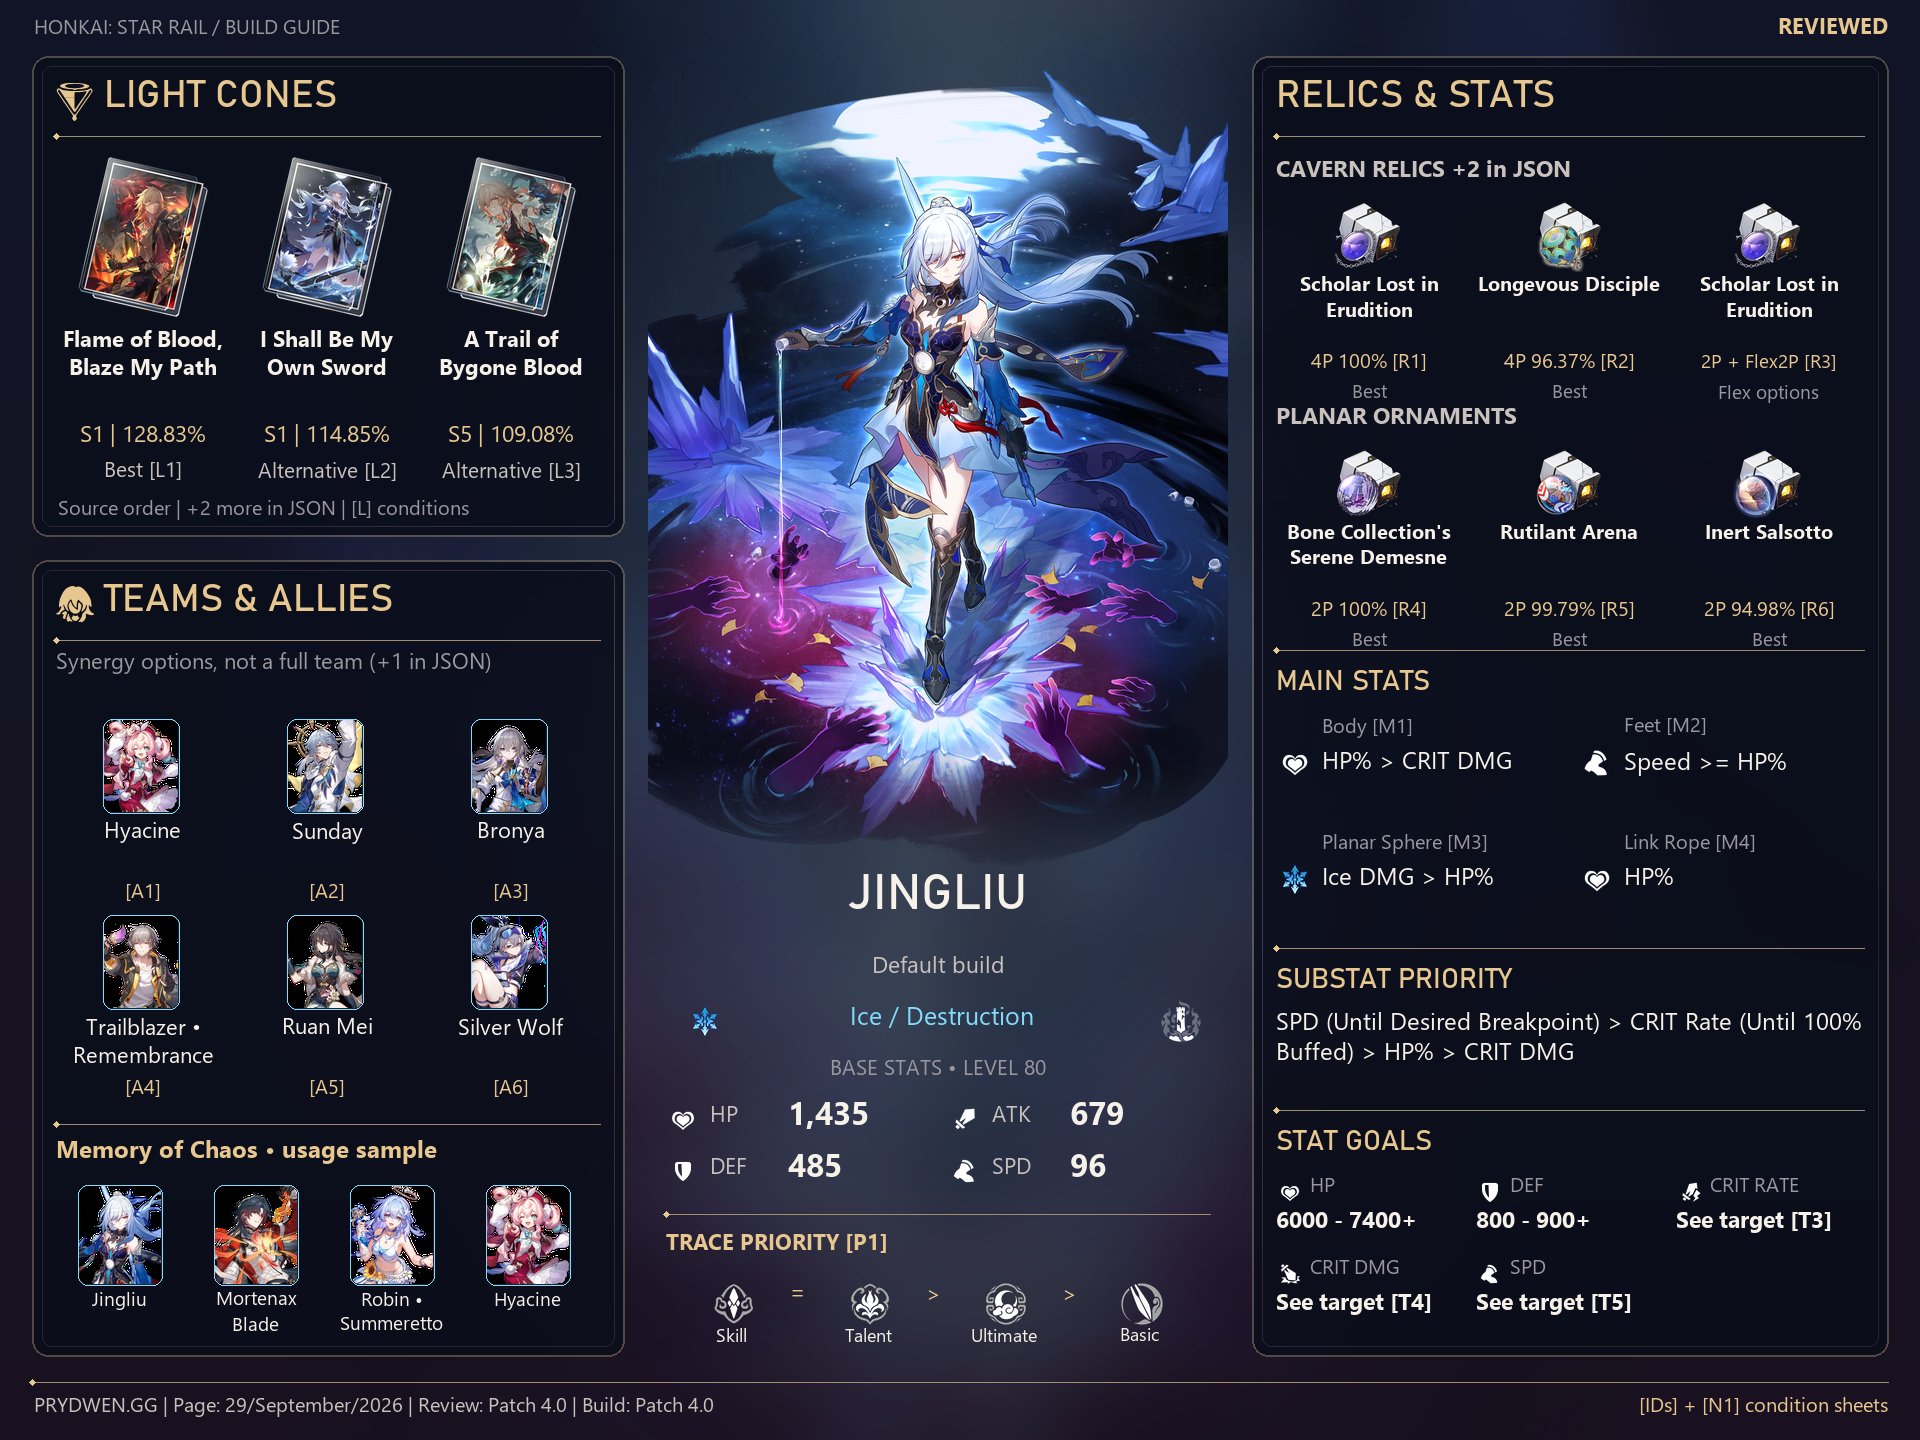 HONKAI: STAR RAIL / BUILD GUIDE
REVIEWED
LIGHT CONES
Flame of Blood,
Blaze My Path
S1 | 128.83%
Best [L1]
I Shall Be My
Own Sword
S1 | 114.85%
Alternative [L2]
A Trail of
Bygone Blood
S5 | 109.08%
Alternative [L3]
Source order | +2 more in JSON | [L] conditions
TEAMS & ALLIES
Synergy options, not a full team (+1 in JSON)
Hyacine
[A1]
Sunday
[A2]
Bronya
[A3]
Trailblazer •
Remembrance
[A4]
Ruan Mei
[A5]
Silver Wolf
[A6]
Memory of Chaos • usage sample
Jingliu
Mortenax
Blade
Robin •
Summeretto
Hyacine
JINGLIU
Default build
Ice / Destruction
BASE STATS • LEVEL 80
HP 1,435
ATK 679
DEF 485
SPD 96
TRACE PRIORITY [P1]
= > >
Skill Talent Ultimate Basic
RELICS & STATS
CAVERN RELICS +2 in JSON
Scholar Lost in
Erudition
4P 100% [R1]
Best
Longevous Disciple
4P 96.37% [R2]
Best
Scholar Lost in
Erudition
2P + Flex2P [R3]
Flex options
PLANAR ORNAMENTS
Bone Collection's
Serene Demesne
2P 100% [R4]
Best
Rutilant Arena
2P 99.79% [R5]
Best
Inert Salsotto
2P 94.98% [R6]
Best
MAIN STATS
Body [M1]
HP% > CRIT DMG
Feet [M2]
Speed >= HP%
Planar Sphere [M3]
Ice DMG > HP%
Link Rope [M4]
HP%
SUBSTAT PRIORITY
SPD (Until Desired Breakpoint) > CRIT Rate (Until 100%
Buffed) > HP% > CRIT DMG
STAT GOALS
HP
6000 - 7400+
DEF
800 - 900+
CRIT RATE
See target [T3]
CRIT DMG
See target [T4]
SPD
See target [T5]
PRYDWEN.GG | Page: 29/September/2026 | Review: Patch 4.0 | Build: Patch 4.0
[IDs] + [N1] condition sheets